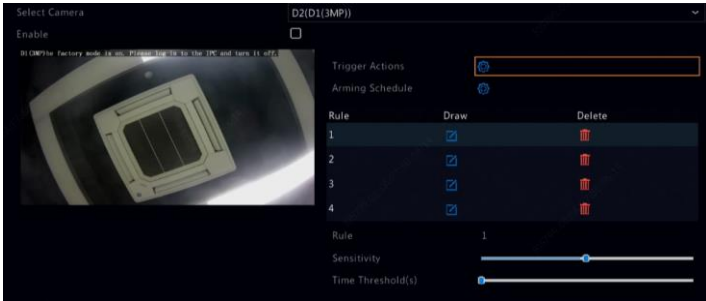 Select Camera
D2(D1(3MP))
Enable
D1(3MP)he factory mode is on. Please log in to the IPC and turn it off.
Trigger Actions
Arming Schedule
Rule Draw Delete
1
2
3
4
Rule 1
Sensitivity
Time Threshold(s)